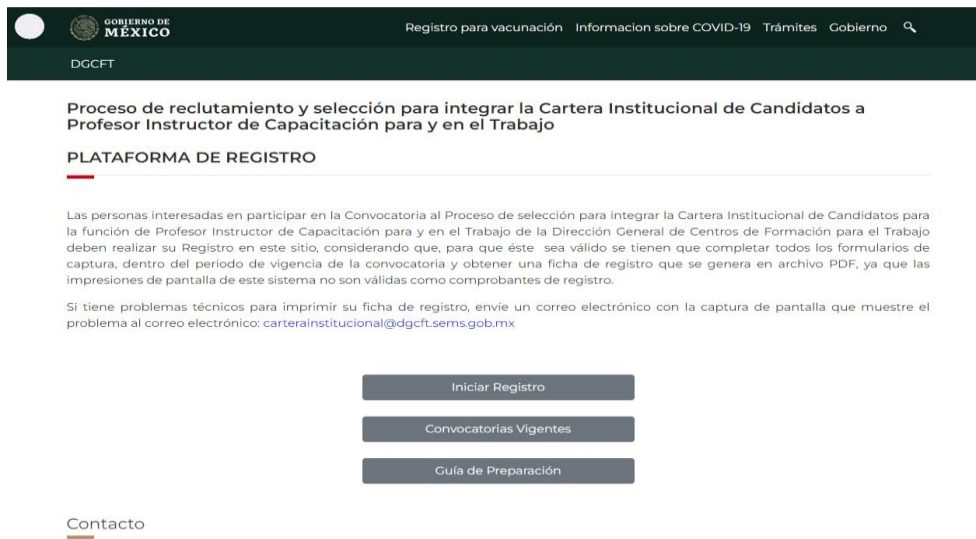 GOBIERNO DE
MÉXICO
Registro para vacunación Informacion sobre COVID-19 Trámites Gobierno
DGCFT
Proceso de reclutamiento y selección para integrar la Cartera Institucional de Candidatos a
Profesor Instructor de Capacitación para y en el Trabajo
PLATAFORMA DE REGISTRO
Las personas interesadas en participar en la Convocatoria al Proceso de selección para integrar la Cartera Institucional de Candidatos para
la función de Profesor Instructor de Capacitación para y en el Trabajo de la Dirección General de Centros de Formación para el Trabajo
deben realizar su Registro en este sitio, considerando que, para que éste sea válido se tienen que completar todos los formularios de
captura, dentro del periodo de vigencia de la convocatoria y obtener una ficha de registro que se genera en archivo PDF, ya que las
impresiones de pantalla de este sistema no son válidas como comprobantes de registro.
Si tiene problemas técnicos para imprimir su ficha de registro, envíe un correo electrónico con la captura de pantalla que muestre el
problema al correo electrónico: carterainstitucional@dgcft.sems.gob.mx
Iniciar Registro
Convocatorias Vigentes
Guía de Preparación
Contacto